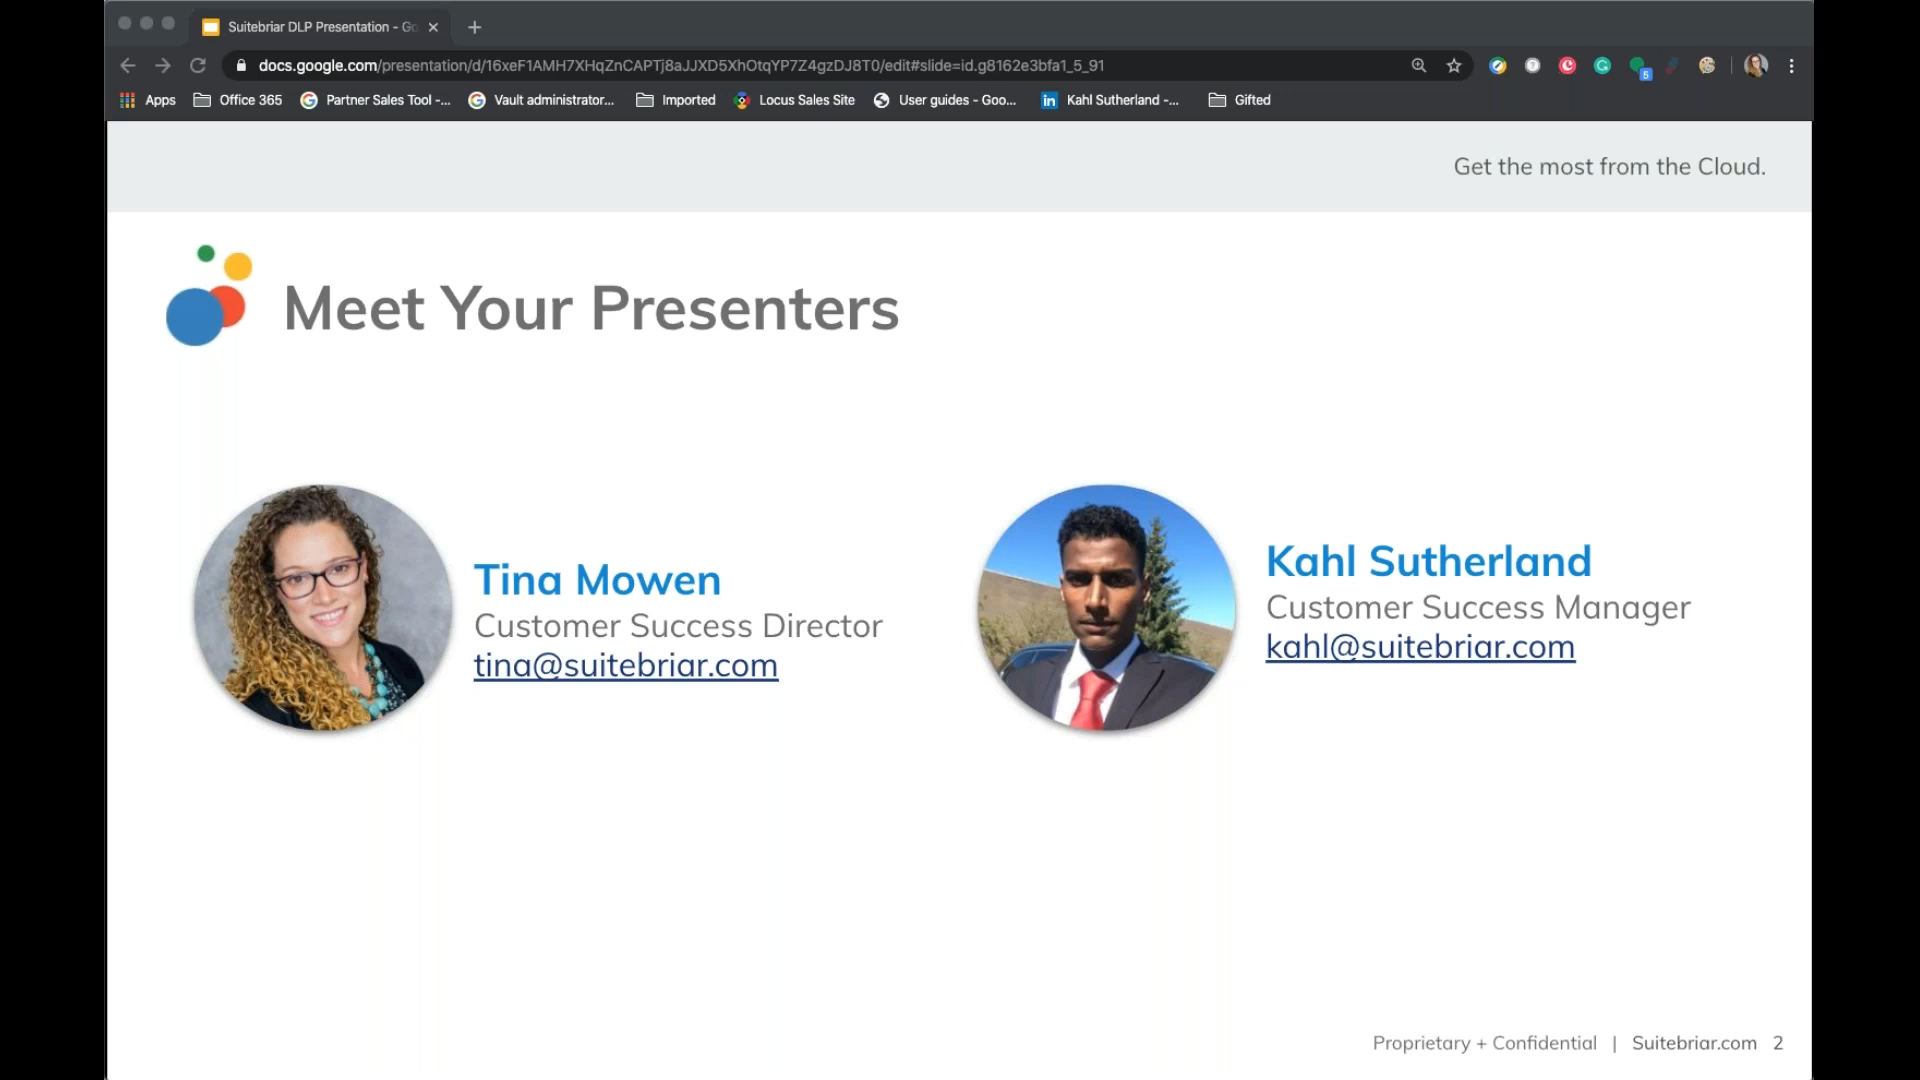 Suitebriar DLP Presentation - Go
docs.google.com/presentation/d/16xeF1AMH7XHqZnCAPTj8aJJXD5XhOtqYP7Z4gzDJ8T0/edit#slide=id.g8162e3bfa1_5_91
5
Apps Office 365 Partner Sales Tool -... Vault administrator... Imported Locus Sales Site User guides - Goo... Kahl Sutherland -... Gifted
Get the most from the Cloud.
Meet Your Presenters
Tina Mowen
Customer Success Director
tina@suitebriar.com
Kahl Sutherland
Customer Success Manager
kahl@suitebriar.com
Proprietary + Confidential | Suitebriar.com 2